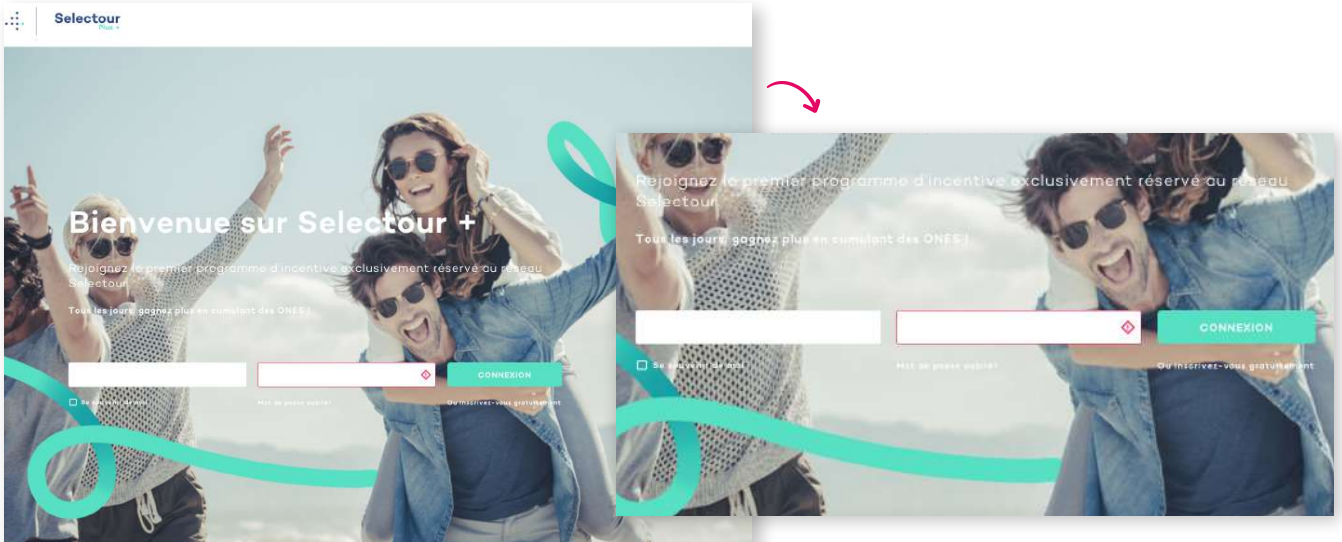 Selectour
Plus +
Bienvenue sur Selectour +
Rejoignez le premier programme d'incentive exclusivement réservé au réseau
Selectour.
Tous les jours, gagnez plus en cumulant des ONES !
CONNEXION
Se souvenir de moi
Mot de passe oublié?
Ou inscrivez-vous gratuitement
Rejoignez le premier programme d'incentive exclusivement réservé au réseau
Selectour.
Tous les jours, gagnez plus en cumulant des ONES !
CONNEXION
Se souvenir de moi
Mot de passe oublié?
Ou inscrivez-vous gratuitement